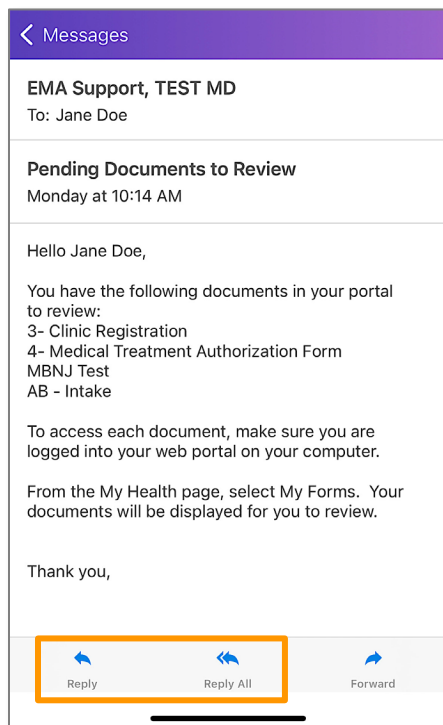 Messages
EMA Support, TEST MD
To: Jane Doe
Pending Documents to Review
Monday at 10:14 AM
Hello Jane Doe,
You have the following documents in your portal
to review:
3- Clinic Registration
4- Medical Treatment Authorization Form
MBNJ Test
AB - Intake
To access each document, make sure you are
logged into your web portal on your computer.
From the My Health page, select My Forms.  Your
documents will be displayed for you to review.
Thank you,
Reply Reply All Forward